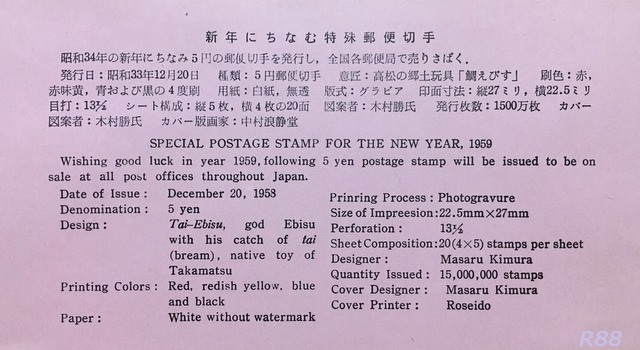 新年にちなむ特殊郵便切手
昭和34年の新年にちなみ5円の郵便切手を発行し，全国各郵便局で売りさばく。
発行日：昭和33年12月20日　種類：5円郵便切手　意匠：高松の郷土玩具「鯛えびす」　刷色：赤，
赤味黄，青および黒の4度刷　用紙：白紙，無透　版式：グラビア　印面寸法：縦27ミリ，横22.5ミリ
目打：13½　シート構成：縦5枚，横4枚の20面　図案者：木村勝氏　発行枚数：1500万枚　カバー
図案者：木村勝氏　カバー版画家：中村浪静堂
SPECIAL POSTAGE STAMP FOR THE NEW YEAR, 1959
Wishing good luck in year 1959, following 5 yen postage stamp will be issued to be on
sale at all post offices throughout Japan.
Date of Issue : December 20, 1958
Denomination : 5 yen
Design : Tai-Ebisu, god Ebisu
with his catch of tai
(bream), native toy of
Takamatsu
Printing Colors : Red, redish yellow, blue
and black
Paper : White without watermark
Prinring Process : Photogravure
Size of Impreesion : 22.5mm×27mm
Perforation : 13½
Sheet Composition : 20(4×5) stamps per sheet
Designer : Masaru Kimura
Quantity Issued : 15,000,000 stamps
Cover Designer : Masaru Kimura
Cover Printer : Roseido
R88